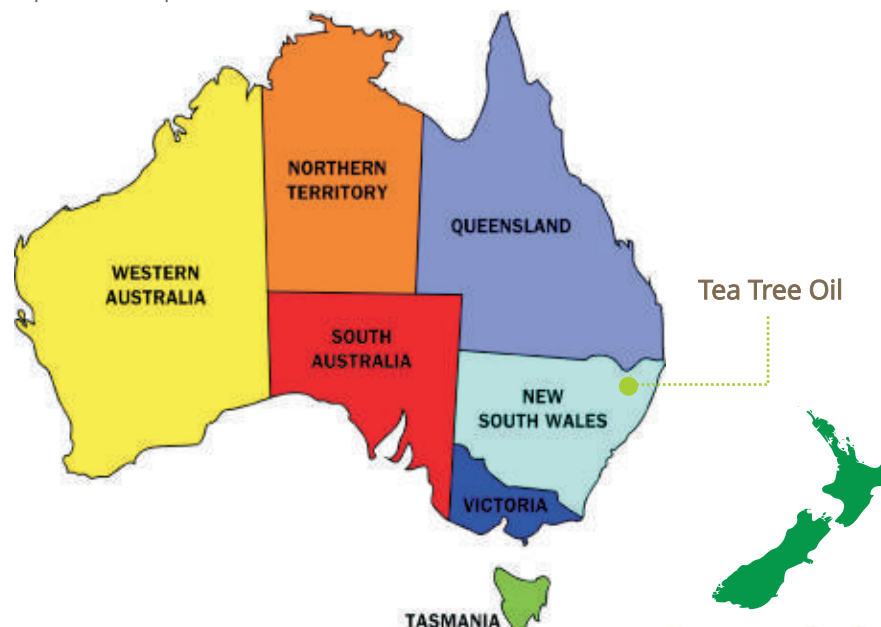 NORTHERN
TERRITORY
QUEENSLAND
WESTERN
AUSTRALIA
Tea Tree Oil
SOUTH
AUSTRALIA
NEW
SOUTH WALES
VICTORIA
TASMANIA